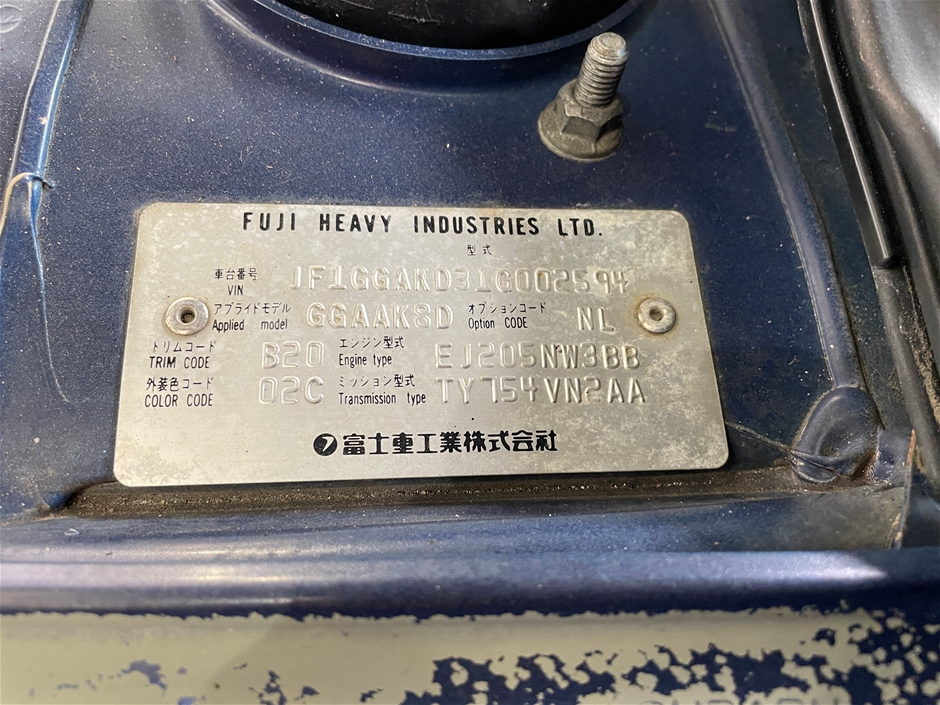 FUJI HEAVY INDUSTRIES LTD.
型式
車台番号 VIN JF1GGAKD31G002594
アプライドモデル Applied model GGAAK8D オプションコード Option CODE NL
トリムコード TRIM CODE B20 エンジン型式 Engine type EJ205NW3BB
外装色コード COLOR CODE 02C ミッション型式 Transmission type TY754VN2AA
富士重工業株式会社